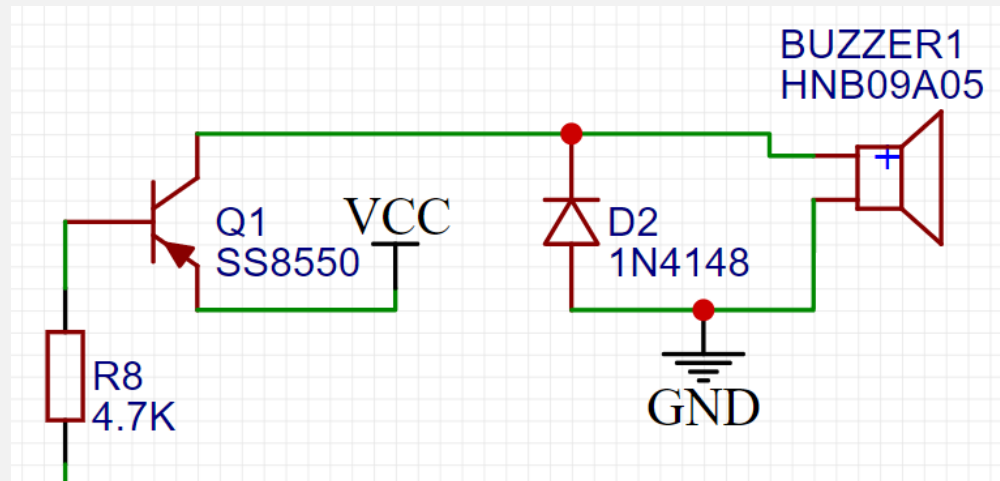 BUZZER1
HNB09A05
+
Q1
SS8550
VCC
D2
1N4148
R8
4.7K
GND